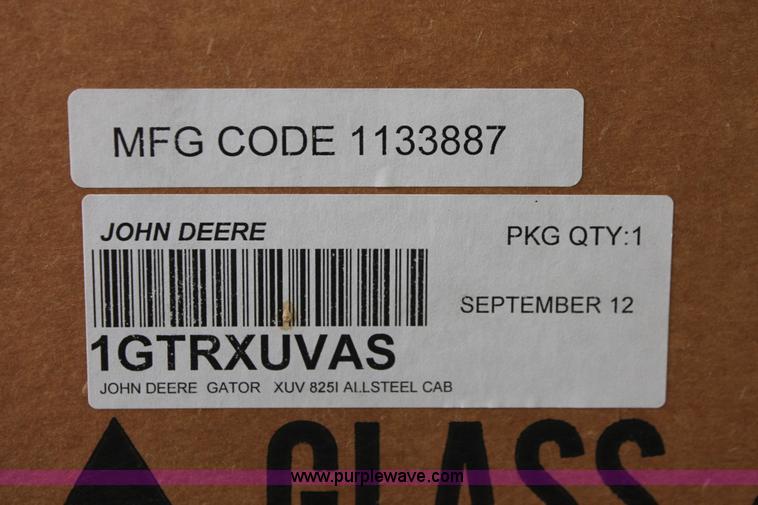 MFG CODE 1133887
JOHN DEERE
PKG QTY:1
SEPTEMBER 12
1GTRXUVAS
JOHN DEERE GATOR XUV 825I ALLSTEEL CAB
GLASS
www.purplewave.com